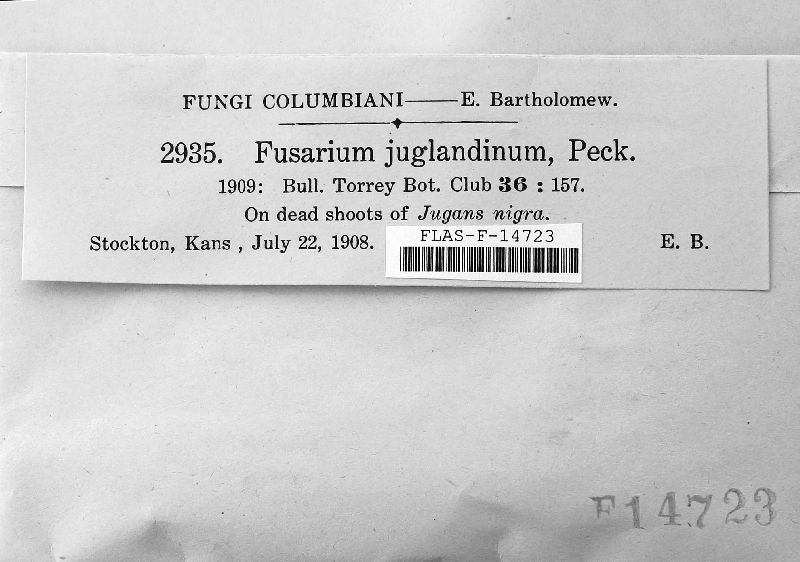 FUNGI COLUMBIANI——E. Bartholomew.
2935. Fusarium juglandinum, Peck.
1909: Bull. Torrey Bot. Club 36 : 157.
On dead shoots of Jugans nigra.
Stockton, Kans , July 22, 1908. E. B.
FLAS-F-14723
F14723